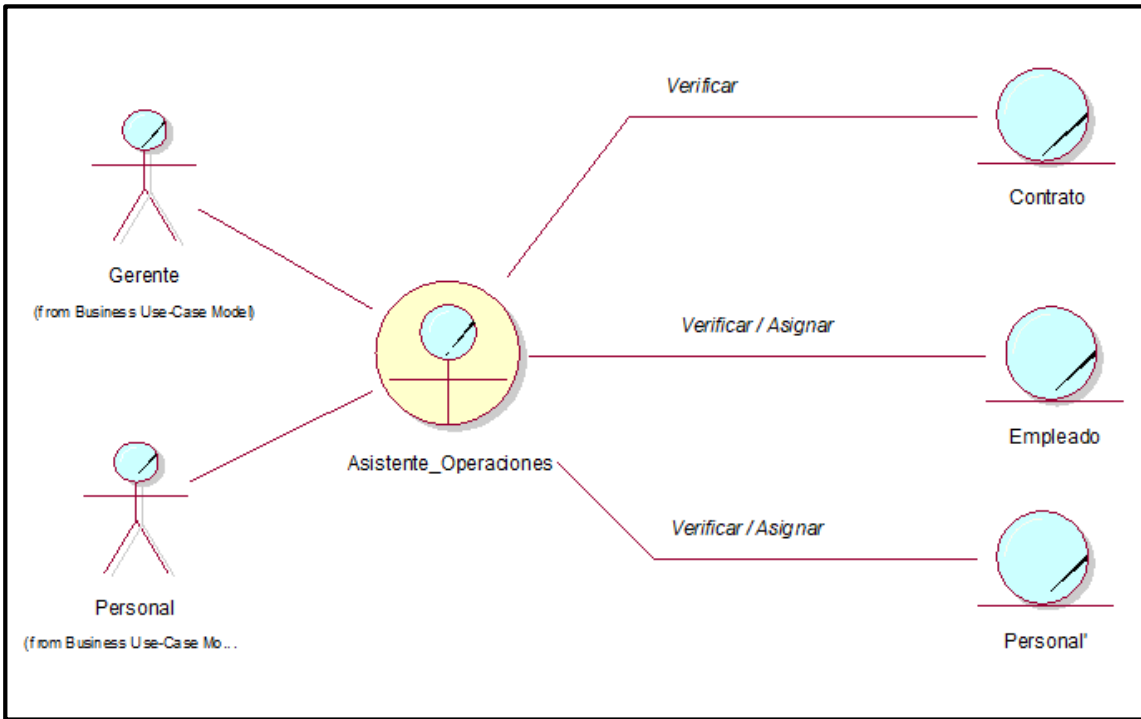 Verificar
Contrato
Gerente
(from Business Use-Case Model)
Verificar / Asignar
Empleado
Asistente_Operaciones
Verificar / Asignar
Personal
(from Business Use-Case Mo...
Personal'